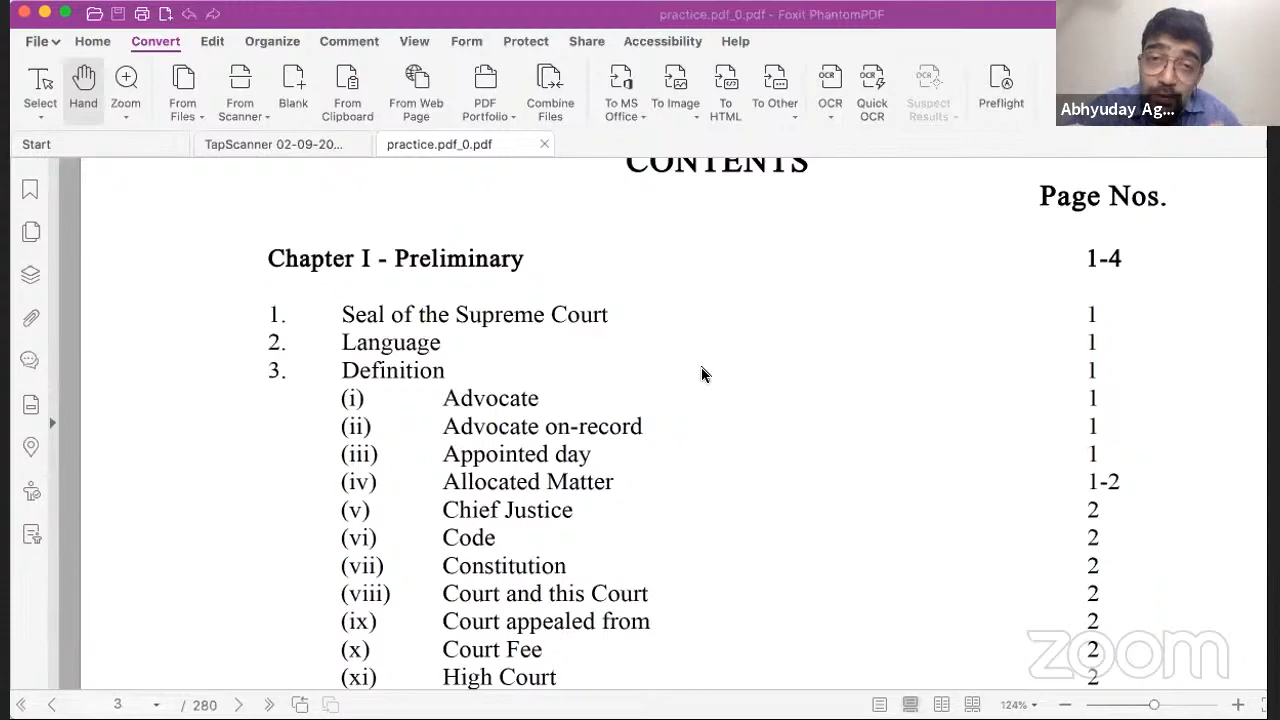 practice.pdf_0.pdf - Foxit PhantomPDF
File Home Convert Edit Organize Comment View Form Protect Share Accessibility Help
Select Hand Zoom From Files From Scanner Blank From Clipboard From Web Page PDF Portfolio Combine Files To MS Office To Image To HTML To Other OCR Quick OCR Suspect Results Preflight
OCR OCR OCR
Abhyuday Ag...
Start TapScanner 02-09-20... practice.pdf_0.pdf
CONTENTS
Page Nos.
Chapter I - Preliminary 1-4
1. Seal of the Supreme Court 1
2. Language 1
3. Definition 1
(i) Advocate 1
(ii) Advocate on-record 1
(iii) Appointed day 1
(iv) Allocated Matter 1-2
(v) Chief Justice 2
(vi) Code 2
(vii) Constitution 2
(viii) Court and this Court 2
(ix) Court appealed from 2
(x) Court Fee 2
(xi) High Court 2
zoom
3 / 280 124%